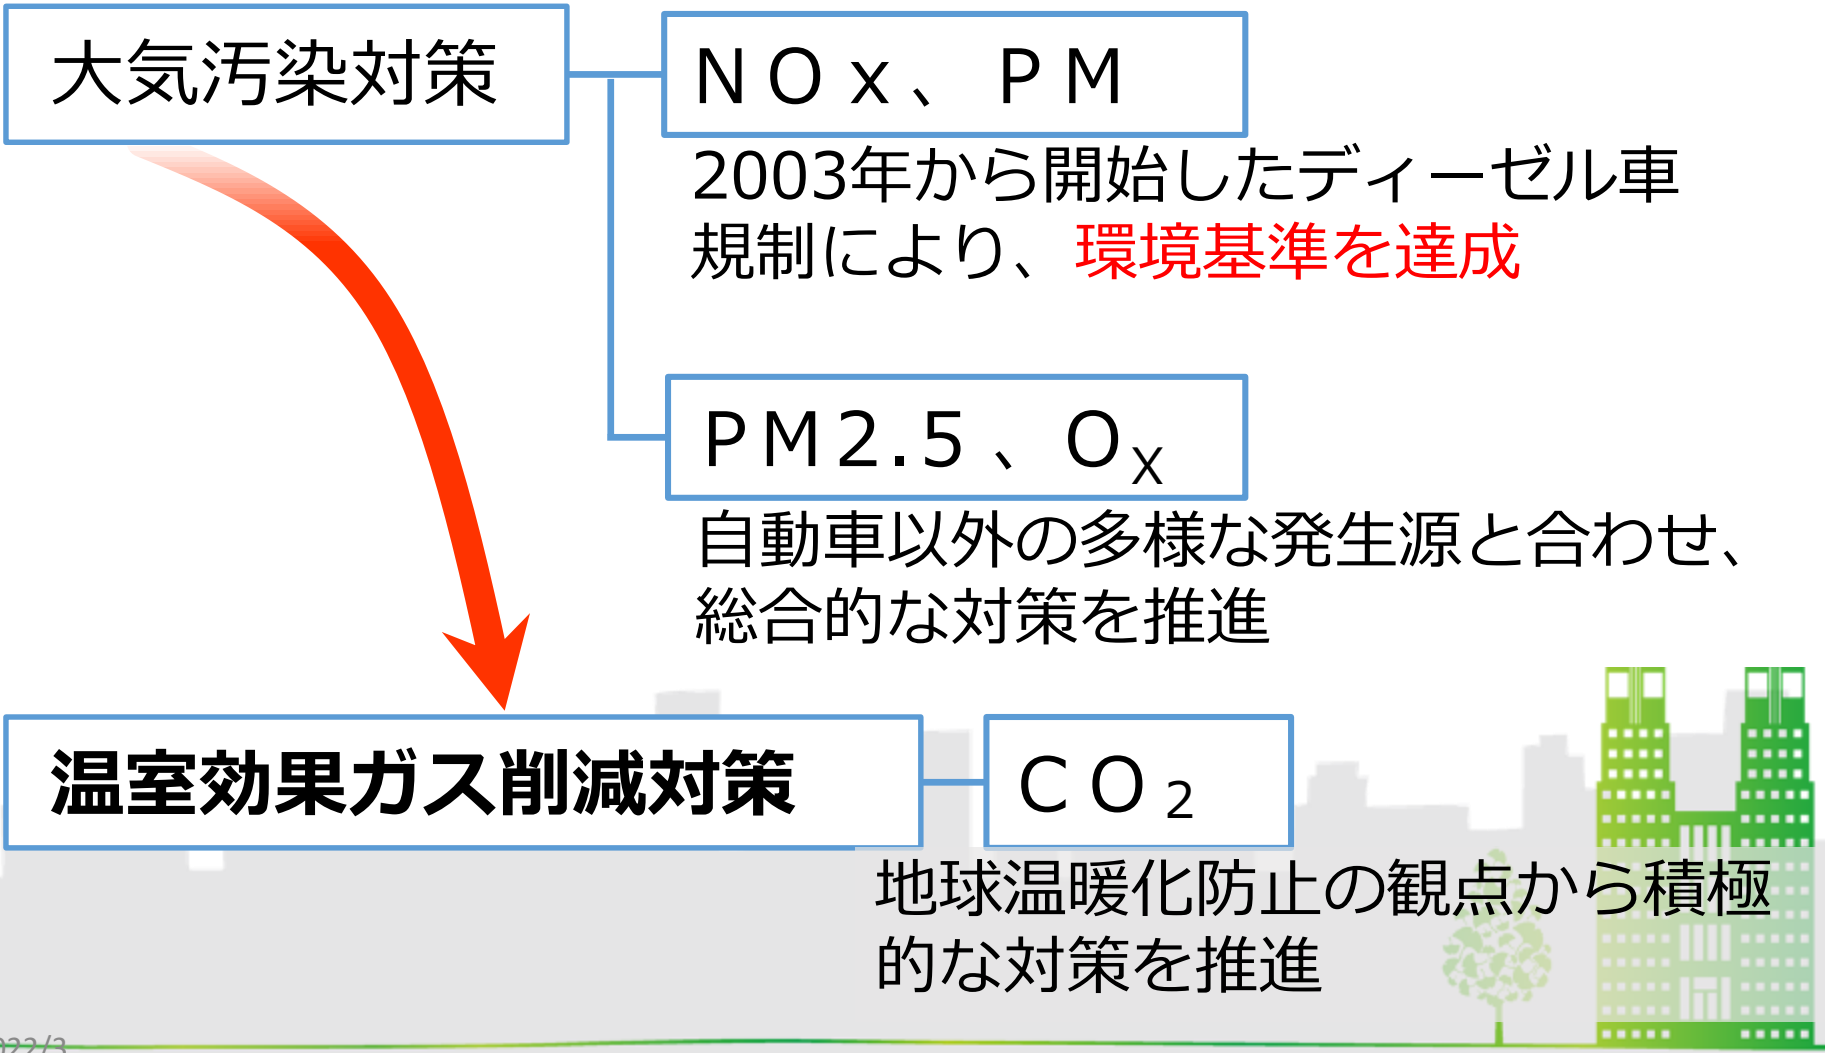 大気汚染対策
ＮＯｘ、ＰＭ
2003年から開始したディーゼル車
規制により、環境基準を達成
ＰＭ2.5、Ｏx
自動車以外の多様な発生源と合わせ、
総合的な対策を推進
温室効果ガス削減対策
ＣＯ2
地球温暖化防止の観点から積極
的な対策を推進
022/3